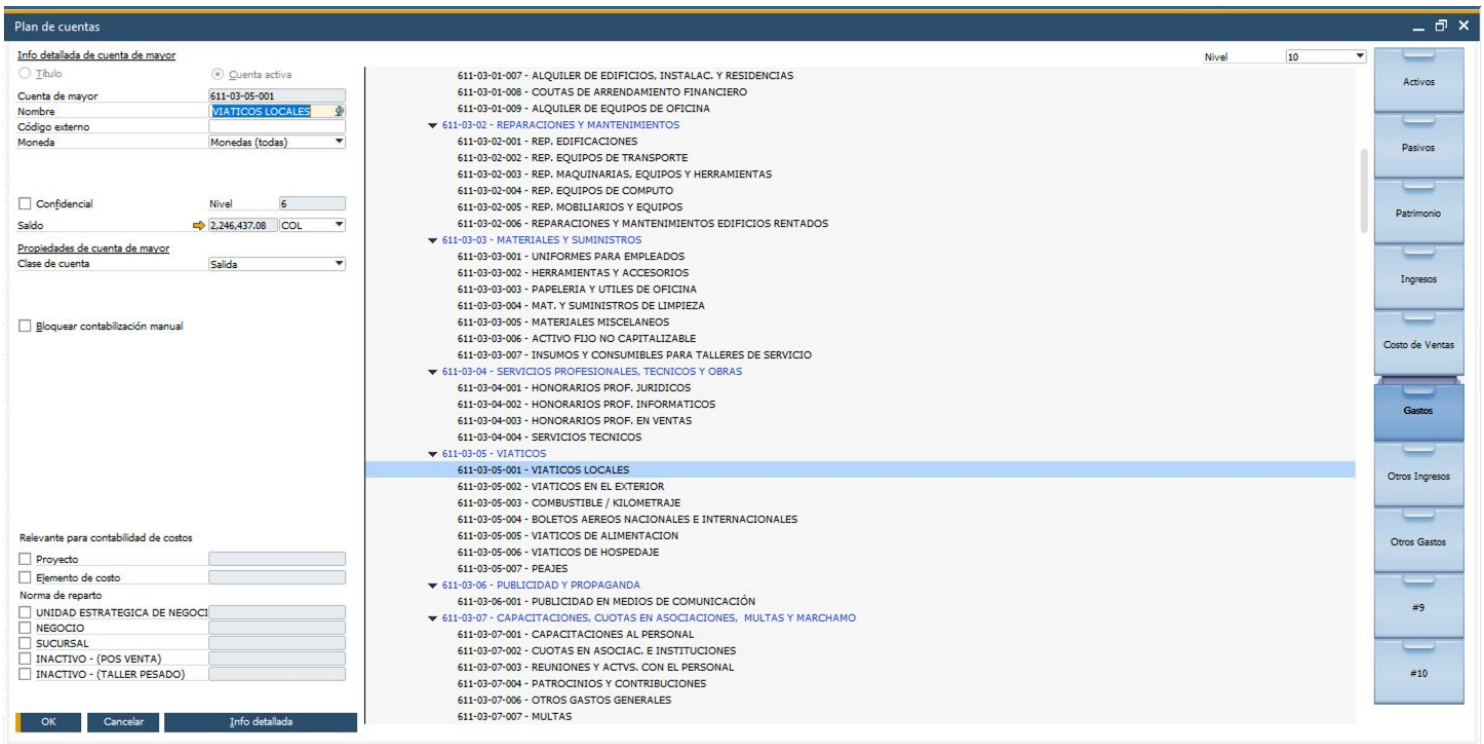 Plan de cuentas
Info detallada de cuenta de mayor
Título
Cuenta activa
Cuenta de mayor
611-03-05-001
Nombre
VIATICOS LOCALES
Código externo
Moneda
Monedas (todas)
Confidencial
Nivel
6
Saldo
2,246,437.08
COL
Propiedades de cuenta de mayor
Clase de cuenta
Salida
Bloquear contabilización manual
Relevante para contabilidad de costos
Proyecto
Elemento de costo
Norma de reparto
UNIDAD ESTRATEGICA DE NEGOCI
NEGOCIO
SUCURSAL
INACTIVO - (POS VENTA)
INACTIVO - (TALLER PESADO)
OK
Cancelar
Info detallada
Nivel
10
611-03-01-007 - ALQUILER DE EDIFICIOS, INSTALAC. Y RESIDENCIAS
611-03-01-008 - COUTAS DE ARRENDAMIENTO FINANCIERO
611-03-01-009 - ALQUILER DE EQUIPOS DE OFICINA
611-03-02 - REPARACIONES Y MANTENIMIENTOS
611-03-02-001 - REP. EDIFICACIONES
611-03-02-002 - REP. EQUIPOS DE TRANSPORTE
611-03-02-003 - REP. MAQUINARIAS, EQUIPOS Y HERRAMIENTAS
611-03-02-004 - REP. EQUIPOS DE COMPUTO
611-03-02-005 - REP. MOBILIARIOS Y EQUIPOS
611-03-02-006 - REPARACIONES Y MANTENIMIENTOS EDIFICIOS RENTADOS
611-03-03 - MATERIALES Y SUMINISTROS
611-03-03-001 - UNIFORMES PARA EMPLEADOS
611-03-03-002 - HERRAMIENTAS Y ACCESORIOS
611-03-03-003 - PAPELERIA Y UTILES DE OFICINA
611-03-03-004 - MAT. Y SUMINISTROS DE LIMPIEZA
611-03-03-005 - MATERIALES MISCELANEOS
611-03-03-006 - ACTIVO FIJO NO CAPITALIZABLE
611-03-03-007 - INSUMOS Y CONSUMIBLES PARA TALLERES DE SERVICIO
611-03-04 - SERVICIOS PROFESIONALES, TECNICOS Y OBRAS
611-03-04-001 - HONORARIOS PROF. JURIDICOS
611-03-04-002 - HONORARIOS PROF. INFORMATICOS
611-03-04-003 - HONORARIOS PROF. EN VENTAS
611-03-04-004 - SERVICIOS TECNICOS
611-03-05 - VIATICOS
611-03-05-001 - VIATICOS LOCALES
611-03-05-002 - VIATICOS EN EL EXTERIOR
611-03-05-003 - COMBUSTIBLE / KILOMETRAJE
611-03-05-004 - BOLETOS AEREOS NACIONALES E INTERNACIONALES
611-03-05-005 - VIATICOS DE ALIMENTACION
611-03-05-006 - VIATICOS DE HOSPEDAJE
611-03-05-007 - PEAJES
611-03-06 - PUBLICIDAD Y PROPAGANDA
611-03-06-001 - PUBLICIDAD EN MEDIOS DE COMUNICACIÓN
611-03-07 - CAPACITACIONES, CUOTAS EN ASOCIACIONES, MULTAS Y MARCHAMO
611-03-07-001 - CAPACITACIONES AL PERSONAL
611-03-07-002 - CUOTAS EN ASOCIAC. E INSTITUCIONES
611-03-07-003 - REUNIONES Y ACTVS. CON EL PERSONAL
611-03-07-004 - PATROCINIOS Y CONTRIBUCIONES
611-03-07-006 - OTROS GASTOS GENERALES
611-03-07-007 - MULTAS
Activos
Pasivos
Patrimonio
Ingresos
Costo de Ventas
Gastos
Otros Ingresos
Otros Gastos
#9
#10